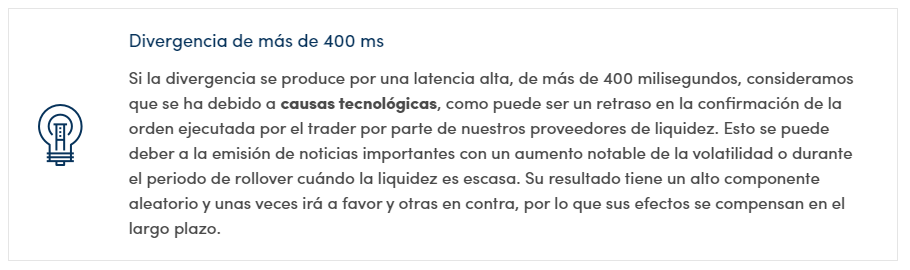 Divergencia de más de 400 ms
Si la divergencia se produce por una latencia alta, de más de 400 milisegundos, consideramos
que se ha debido a causas tecnológicas, como puede ser un retraso en la confirmación de la
orden ejecutada por el trader por parte de nuestros proveedores de liquidez. Esto se puede
deber a la emisión de noticias importantes con un aumento notable de la volatilidad o durante
el periodo de rollover cuándo la liquidez es escasa. Su resultado tiene un alto componente
aleatorio y unas veces irá a favor y otras en contra, por lo que sus efectos se compensan en el
largo plazo.